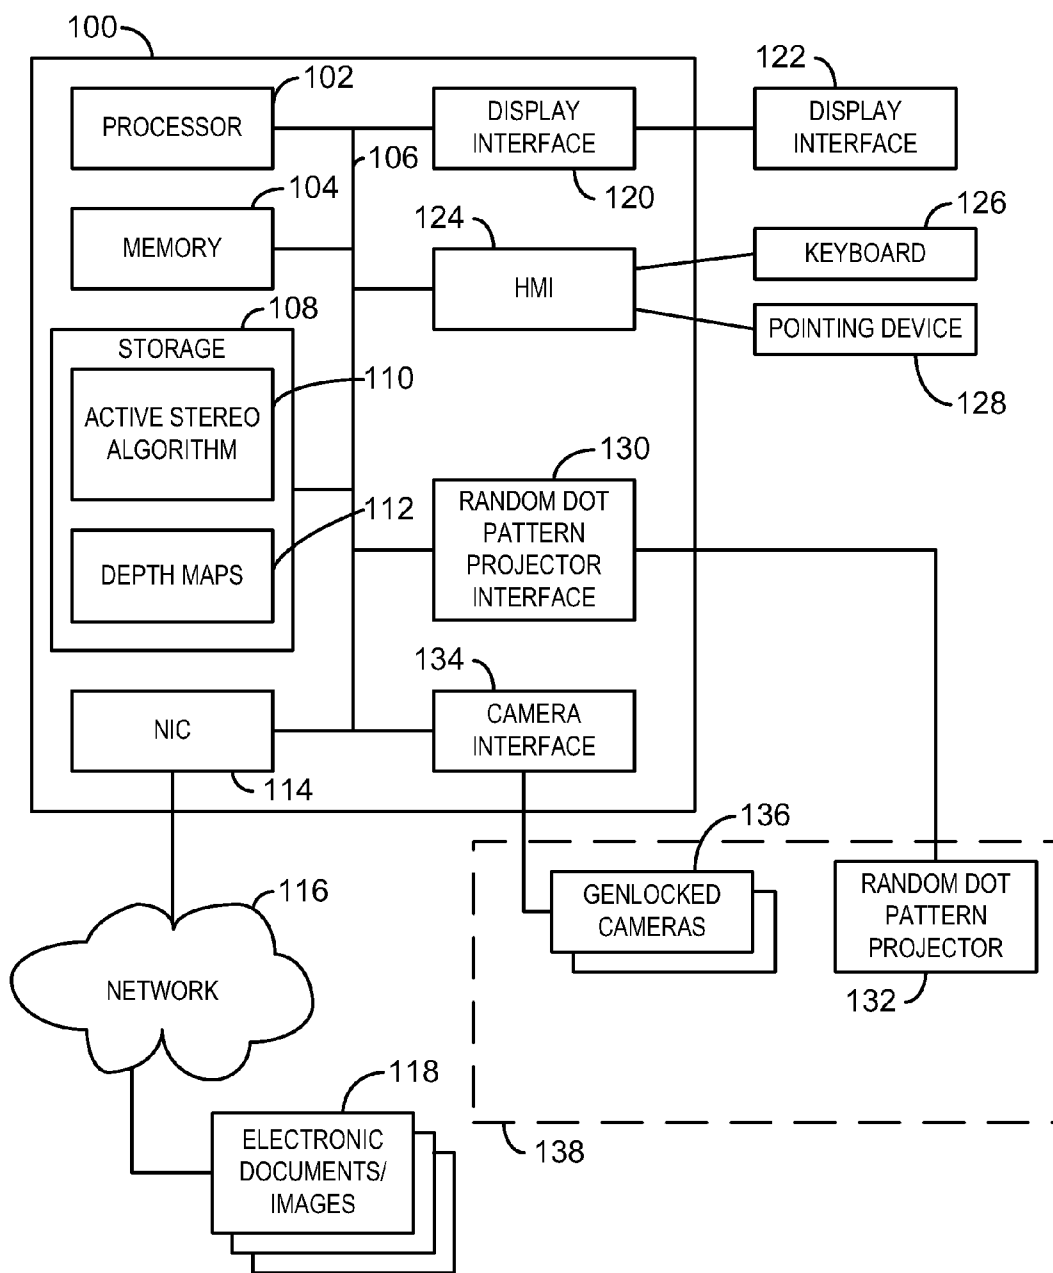 100
PROCESSOR
102
DISPLAY
INTERFACE
120
122
DISPLAY
INTERFACE
106
104
MEMORY
124
HMI
126
KEYBOARD
POINTING DEVICE
128
108
STORAGE
110
ACTIVE STEREO
ALGORITHM
112
DEPTH MAPS
130
RANDOM DOT
PATTERN
PROJECTOR
INTERFACE
134
CAMERA
INTERFACE
NIC
114
136
GENLOCKED
CAMERAS
RANDOM DOT
PATTERN
PROJECTOR
132
138
116
NETWORK
118
ELECTRONIC
DOCUMENTS/
IMAGES